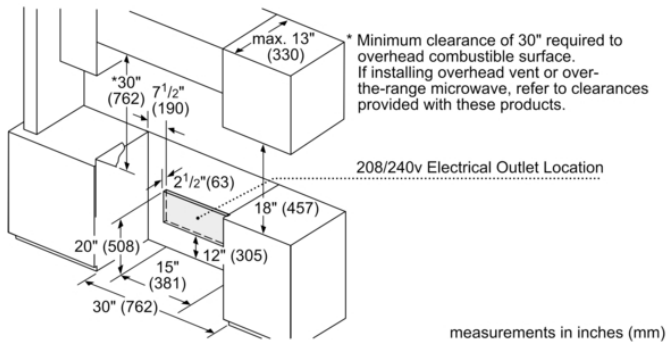 max. 13"
(330)
* Minimum clearance of 30" required to
overhead combustible surface.
If installing overhead vent or over-
the-range microwave, refer to clearances
provided with these products.
*30"
(762)
7 1/2"
(190)
208/240v Electrical Outlet Location
2 1/2"(63)
18" (457)
20" (508)
12" (305)
15"
(381)
30" (762)
measurements in inches (mm)